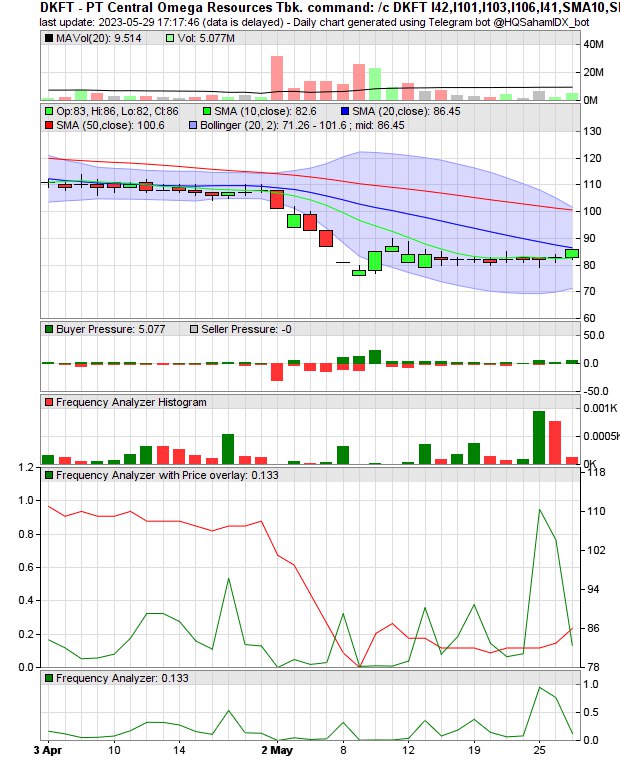 DKFT - PT Central Omega Resources Tbk. command: /c DKFT I42,I101,I103,I106,I41,SMA10,S
last update: 2023-05-29 17:17:46 (data is delayed) - Daily chart generated using Telegram bot @HQSahamIDX_bot
MAVol(20): 9.514 Vol: 5.077M
40M
20M
0M
Op:83, Hi:86, Lo:82, Cl:86 SMA (10,close): 82.6 SMA (20,close): 86.45
SMA (50,close): 100.6 Bollinger (20, 2): 71.26 - 101.6 ; mid: 86.45
130
120
110
100
90
80
70
60
Buyer Pressure: 5.077 Seller Pressure: -0
50.0
0.0
-50.0
Frequency Analyzer Histogram
0.001K
0.0005K
0K
Frequency Analyzer with Price overlay: 0.133
1.2
1.0
0.8
0.6
0.4
0.2
0.0
118
110
102
94
86
78
Frequency Analyzer: 0.133
1.0
0.5
0.0
3 Apr 10 14 2 May 8 12 19 25